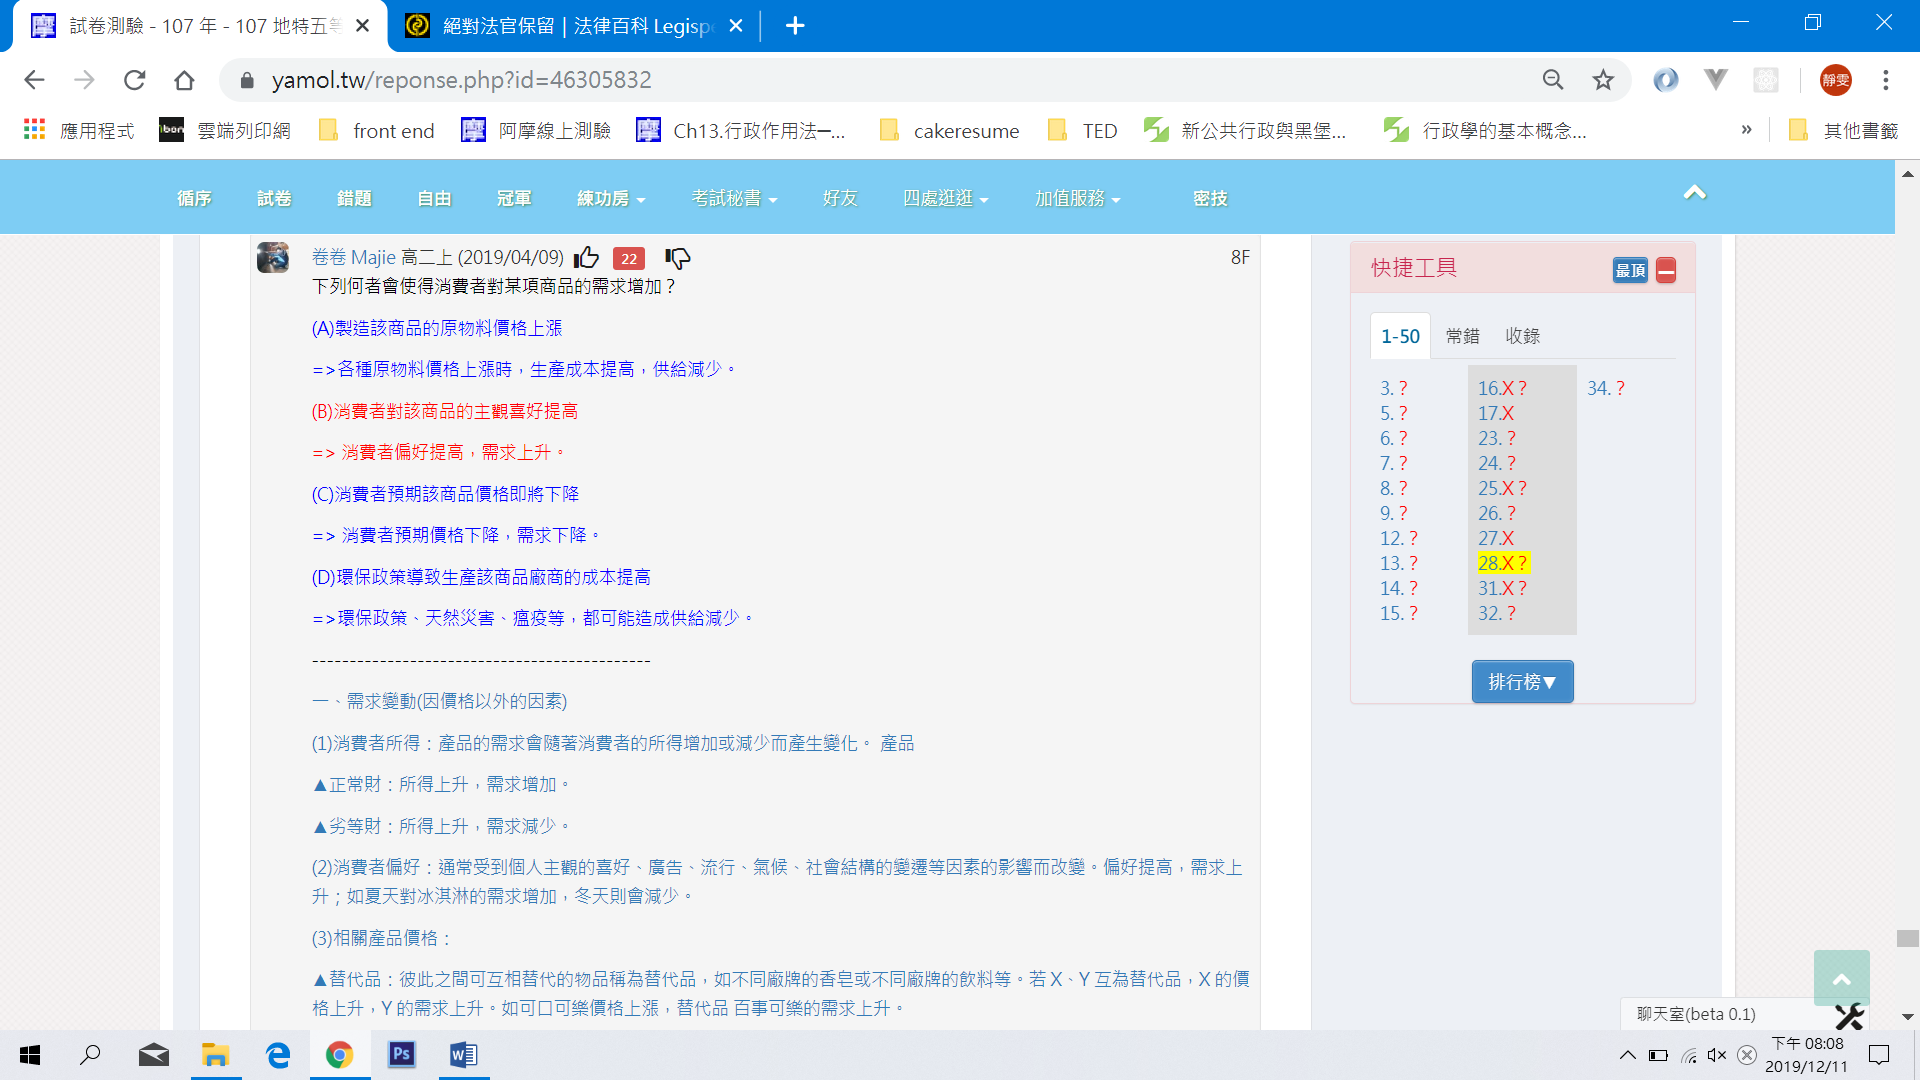 試卷測驗 - 107 年 - 107 地特五等
絕對法官保留 | 法律百科 Legisp
yamol.tw/reponse.php?id=46305832
靜雯
應用程式
雲端列印網
front end
阿摩線上測驗
Ch13.行政作用法一...
cakeresume
TED
新公共行政與黑堡...
行政學的基本概念...
»
其他書籤
循序
試卷
錯題
自由
冠軍
練功房
考試秘書
好友
四處逛逛
加值服務
密技
卷卷 Majie 高二上 (2019/04/09) 22
8F
下列何者會使得消費者對某項商品的需求增加？
(A)製造該商品的原物料價格上漲
=>各種原物料價格上漲時，生產成本提高，供給減少。
(B)消費者對該商品的主觀喜好提高
=> 消費者偏好提高，需求上升。
(C)消費者預期該商品價格即將下降
=> 消費者預期價格下降，需求下降。
(D)環保政策導致生產該商品廠商的成本提高
=>環保政策、天然災害、瘟疫等，都可能造成供給減少。
---------------------------------------------
一、需求變動(因價格以外的因素)
(1)消費者所得：產品的需求會隨著消費者的所得增加或減少而產生變化。 產品
▲正常財：所得上升，需求增加。
▲劣等財：所得上升，需求減少。
(2)消費者偏好：通常受到個人主觀的喜好、廣告、流行、氣候、社會結構的變遷等因素的影響而改變。偏好提高，需求上
升；如夏天對冰淇淋的需求增加，冬天則會減少。
(3)相關產品價格：
▲替代品：彼此之間可互相替代的物品稱為替代品，如不同廠牌的香皂或不同廠牌的飲料等。若 X、Y 互為替代品，X 的價
格上升，Y 的需求上升。如可口可樂價格上漲，替代品 百事可樂的需求上升。
快捷工具
最頂
1-50
常錯
收錄
3. ?
5. ?
6. ?
7. ?
8. ?
9. ?
12. ?
13. ?
14. ?
15. ?
16.X ?
17.X
23. ?
24. ?
25.X ?
26. ?
27.X
28.X ?
31.X ?
32. ?
34. ?
排行榜▼
聊天室(beta 0.1)
Ps
下午 08:08
2019/12/11